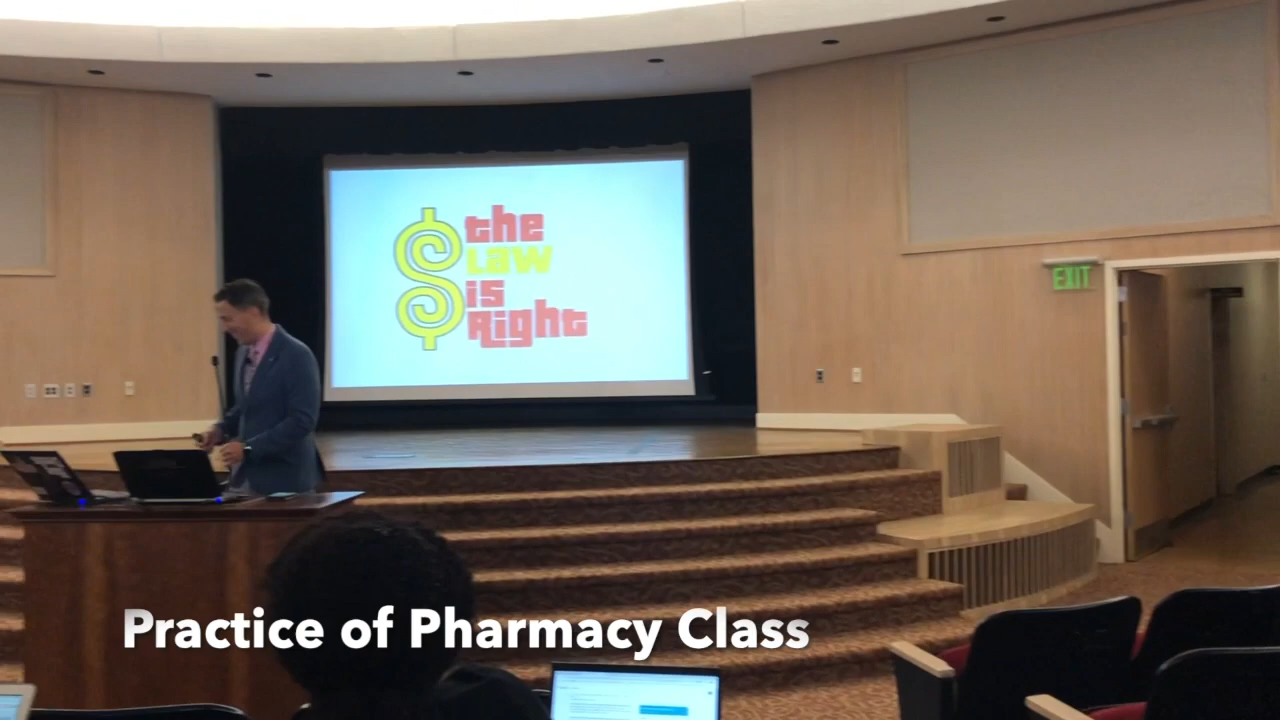 the
Law
is
Right
EXIT
Practice of Pharmacy Class